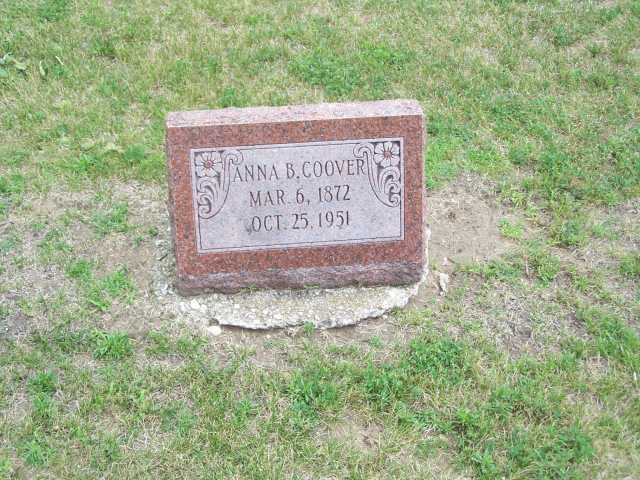 ANNA B. COOVER
MAR. 6, 1872
OCT. 25, 1951